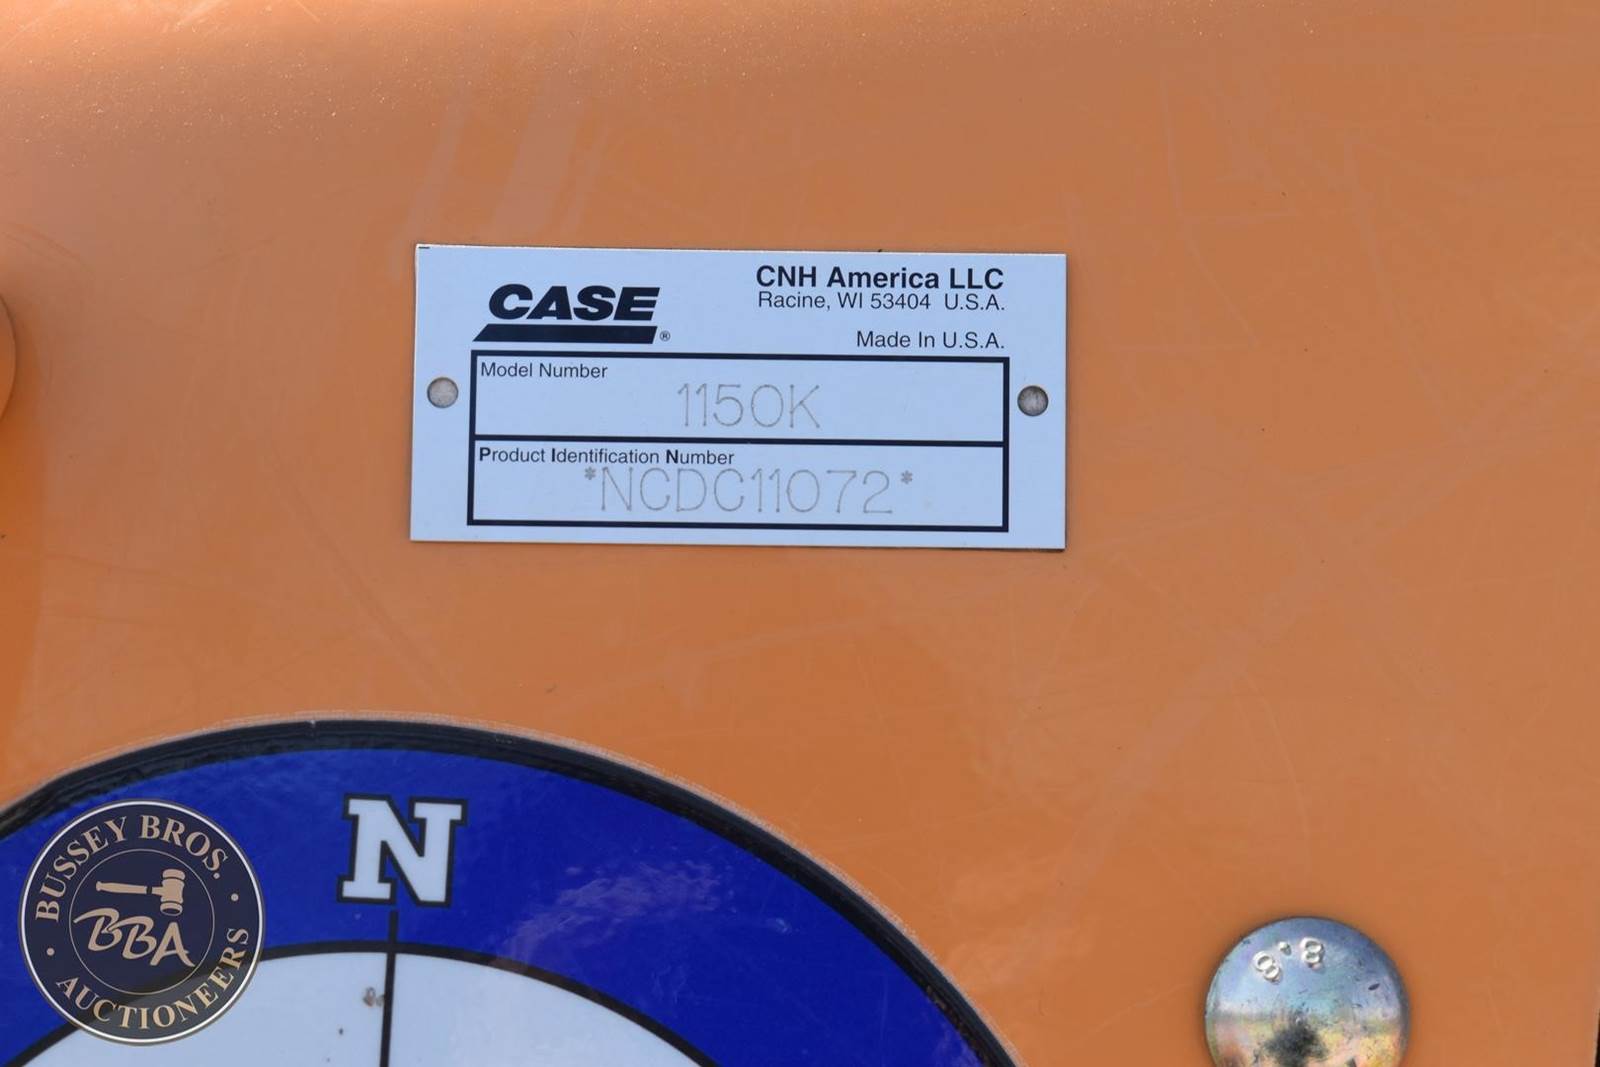 CASE®
CNH America LLC
Racine, WI 53404 U.S.A.
Made In U.S.A.
Model Number
1150K
Product Identification Number
*NCDC11072*
N
BUSSEY BROS.
BBA
AUCTIONEERS
8.8